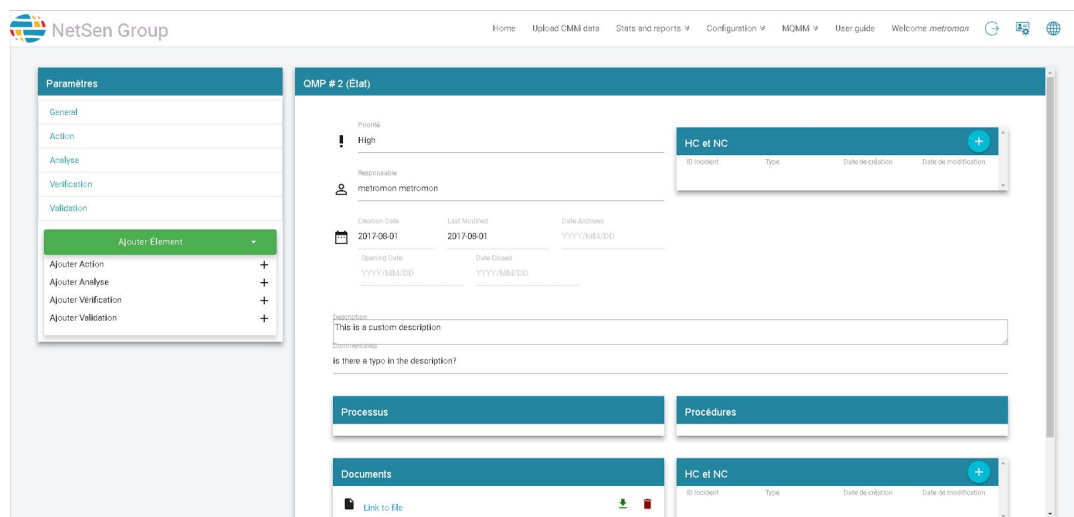 NetSen Group
Home Upload CMM data Stats and reports Configuration MQMM User guide Welcome metromon
Paramètres
General
Action
Analyse
Verification
Validation
Ajouter Élement
Ajouter Action +
Ajouter Analyse +
Ajouter Vérification +
Ajouter Validation +
QMP # 2 (État)
Priorité
High
Responsable
metromon metromon
Creation Date Last Modified Date Archived
2017-08-01 2017-08-01 YYYY/MM/DD
Opening Date Date Closed
YYYY/MM/DD YYYY/MM/DD
HC et NC +
ID Incident Type Date de création Date de modification
Description
This is a custom description
Commentaires
is there a typo in the description?
Processus
Procédures
Documents
Link to file
HC et NC +
ID Incident Type Date de création Date de modification